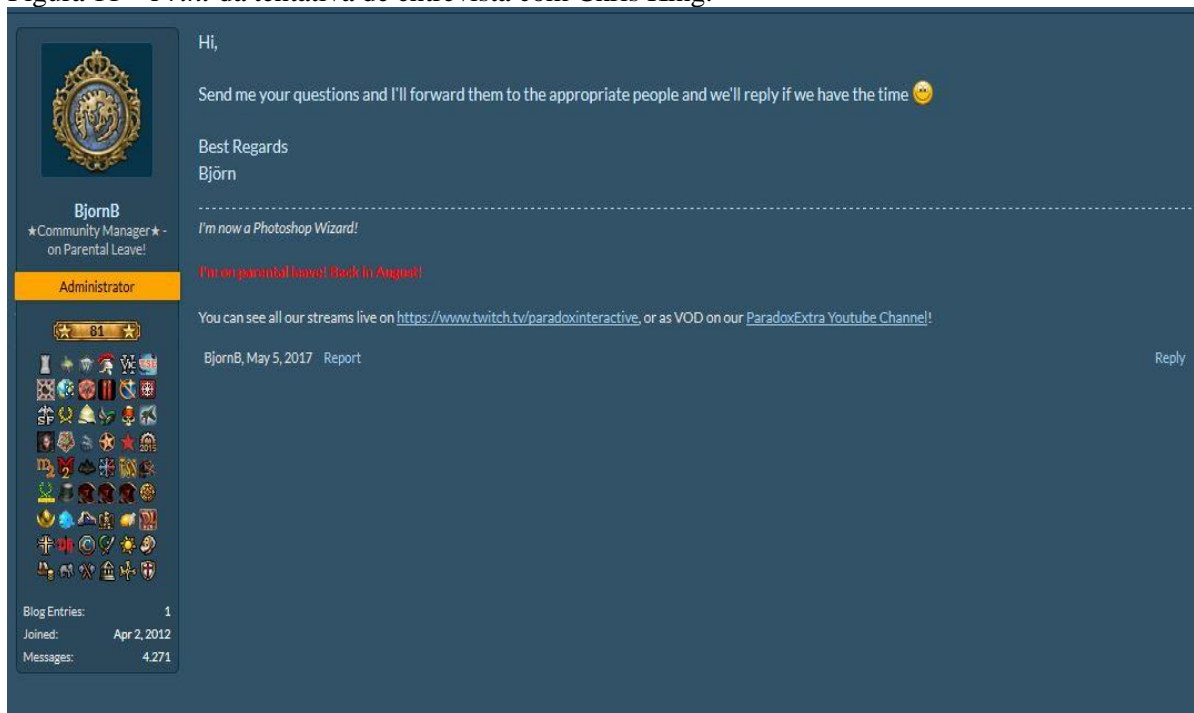 Hi,
Send me your questions and I'll forward them to the appropriate people and we'll reply if we have the time
Best Regards
Björn
BjornB
★Community Manager★ -
on Parental Leave!
Administrator
81
I'm now a Photoshop Wizard!
I'm on parental leave! Back in August!
You can see all our streams live on https://www.twitch.tv/paradoxinteractive, or as VOD on our ParadoxExtra Youtube Channel!
BjornB, May 5, 2017 Report Reply
Blog Entries: 1
Joined: Apr 2, 2012
Messages: 4.271